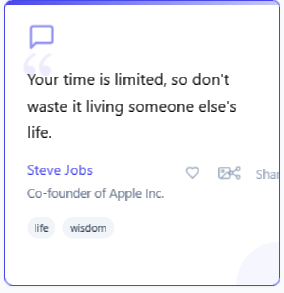 Your time is limited, so don't
waste it living someone else's
life.
Steve Jobs
Co-founder of Apple Inc.
Shar
life
wisdom